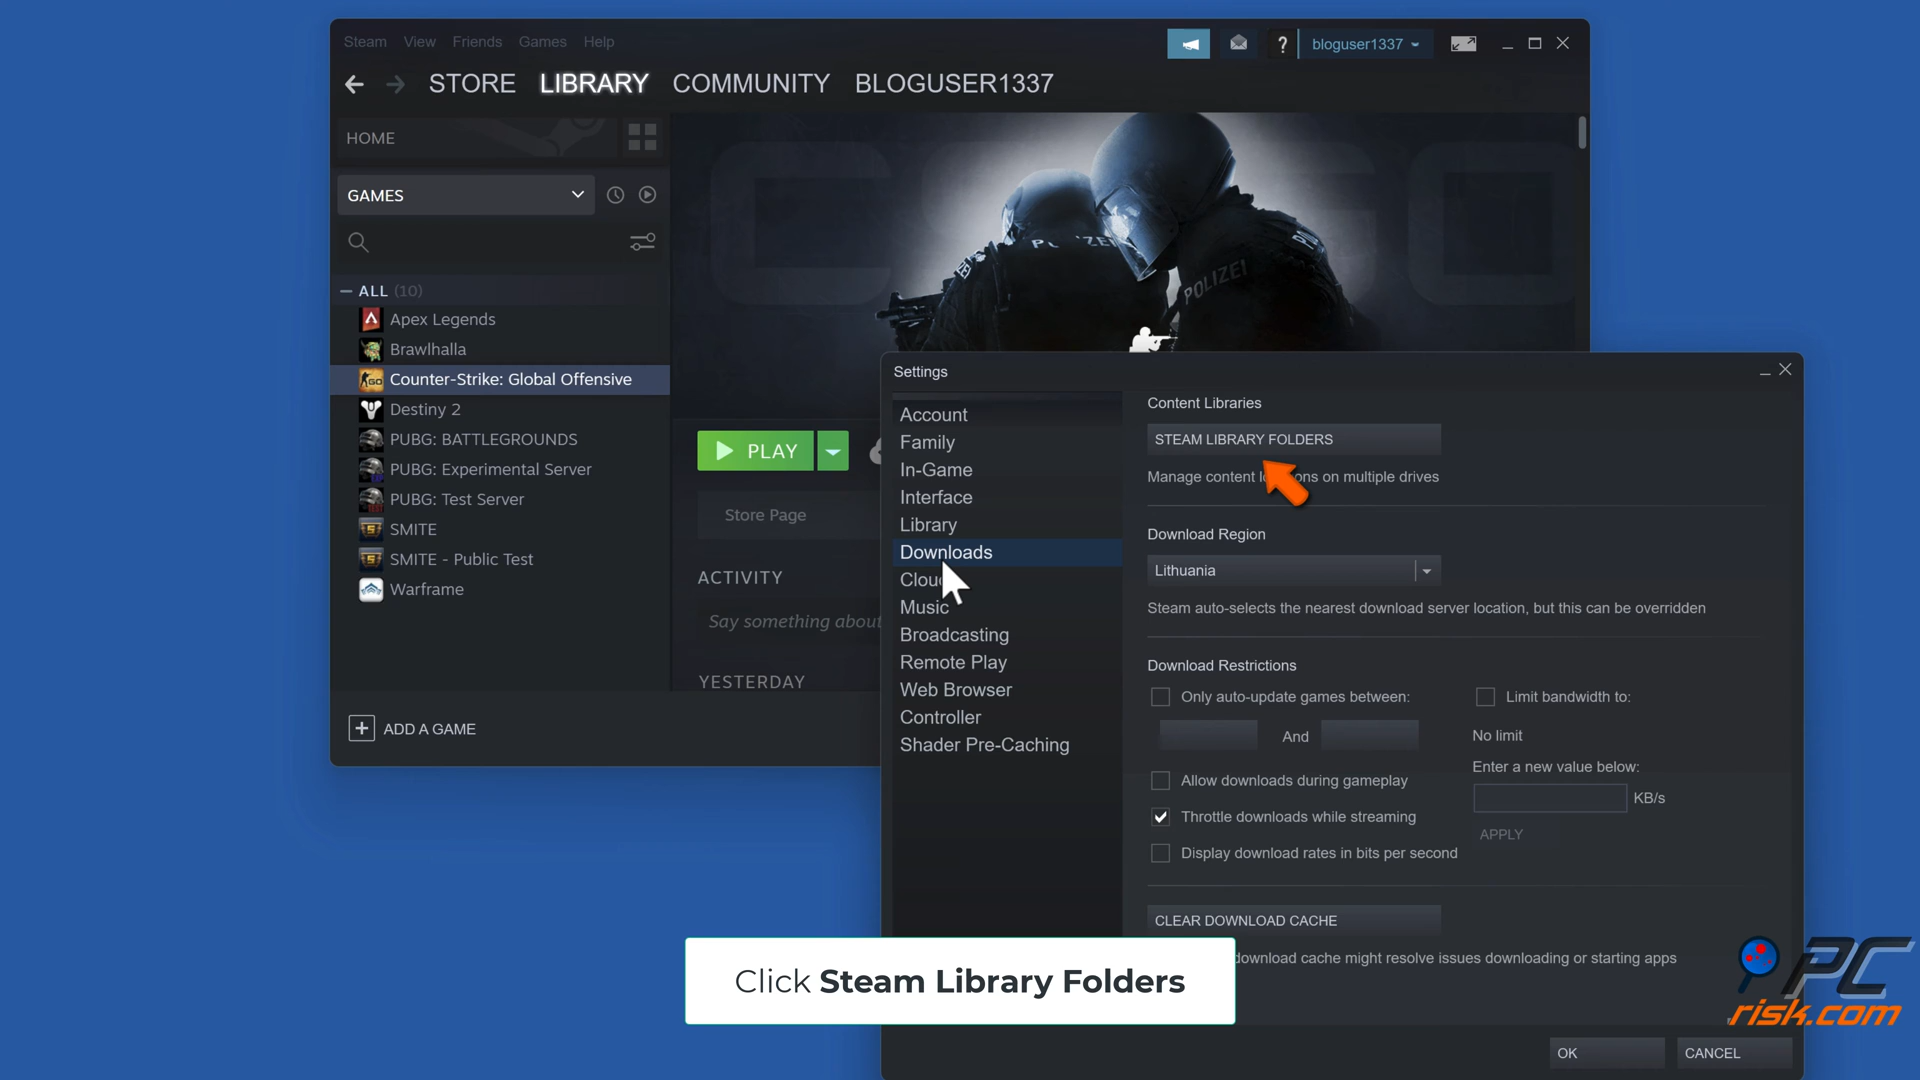 Steam View Friends Games Help
? bloguser1337
STORE LIBRARY COMMUNITY BLOGUSER1337
HOME
GAMES
ALL (10)
Apex Legends
Brawlhalla
Counter-Strike: Global Offensive
Destiny 2
PUBG: BATTLEGROUNDS
PUBG: Experimental Server
PUBG: Test Server
SMITE
SMITE - Public Test
Warframe
ADD A GAME
POLIZEI
PLAY
Store Page
ACTIVITY
Say something about
YESTERDAY
Settings
Account
Family
In-Game
Interface
Library
Downloads
Cloud
Music
Broadcasting
Remote Play
Web Browser
Controller
Shader Pre-Caching
Content Libraries
STEAM LIBRARY FOLDERS
Manage content on multiple drives
Download Region
Lithuania
Steam auto-selects the nearest download server location, but this can be overridden
Download Restrictions
Only auto-update games between:
And
Limit bandwidth to:
No limit
Enter a new value below:
KB/s
APPLY
Allow downloads during gameplay
Throttle downloads while streaming
Display download rates in bits per second
CLEAR DOWNLOAD CACHE
download cache might resolve issues downloading or starting apps
Click Steam Library Folders
OK CANCEL
PC
risk.com